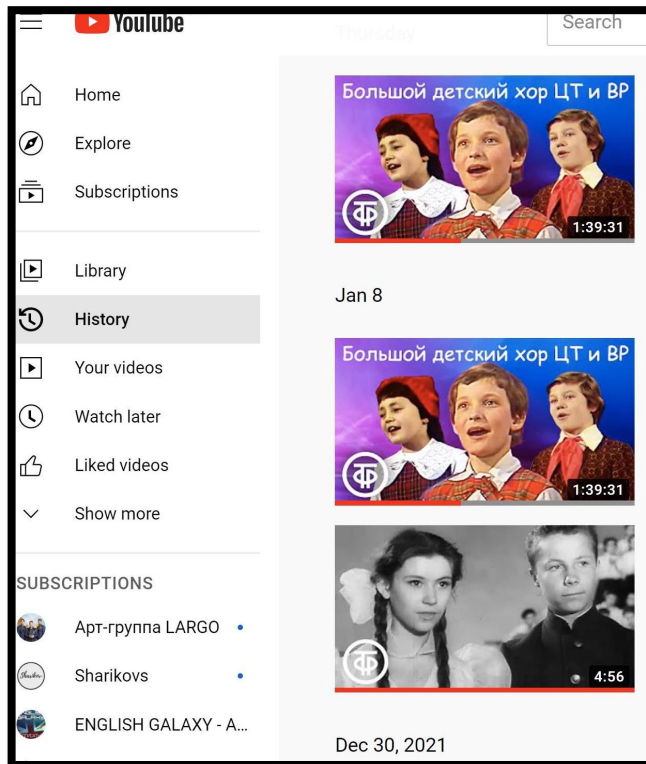 YouTube
Search
Home
Explore
Subscriptions
Library
History
Your videos
Watch later
Liked videos
Show more
SUBSCRIPTIONS
Арт-группа LARGO
Sharikovs
ENGLISH GALAXY - A...
Thursday
Большой детский хор ЦТ и ВР
1:39:31
Jan 8
Большой детский хор ЦТ и ВР
1:39:31
4:56
Dec 30, 2021